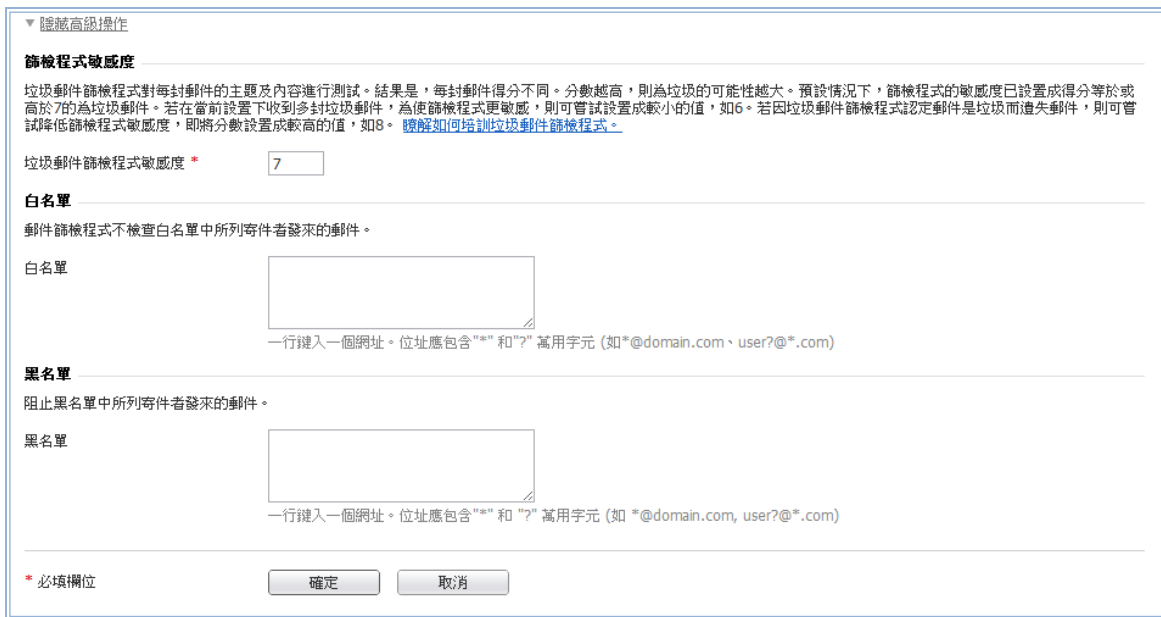 ▼ 隱藏高級操作
篩檢程式敏感度
垃圾郵件篩檢程式對每封郵件的主題及內容進行測試。結果是，每封郵件得分不同。分數越高，則為垃圾的可能性越大。預設情況下，篩檢程式的敏感度已設置成得分等於或
高於7的為垃圾郵件。若在當前設置下收到多封垃圾郵件，為使篩檢程式更敏感，則可嘗試設置成較小的值，如6。若因垃圾郵件篩檢程式認定郵件是垃圾而遺失郵件，則可嘗
試降低篩檢程式敏感度，即將分數設置成較高的值，如8。 瞭解如何培訓垃圾郵件篩檢程式。
垃圾郵件篩檢程式敏感度 * 7
白名單
郵件篩檢程式不檢查白名單中所列寄件者發來的郵件。
白名單
一行鍵入一個網址。位址應包含"*" 和"?" 萬用字元 (如*@domain.com、user?@*.com)
黑名單
阻止黑名單中所列寄件者發來的郵件。
黑名單
一行鍵入一個網址。位址應包含"*" 和 "?" 萬用字元 (如 *@domain.com, user?@*.com)
* 必填欄位 確定 取消